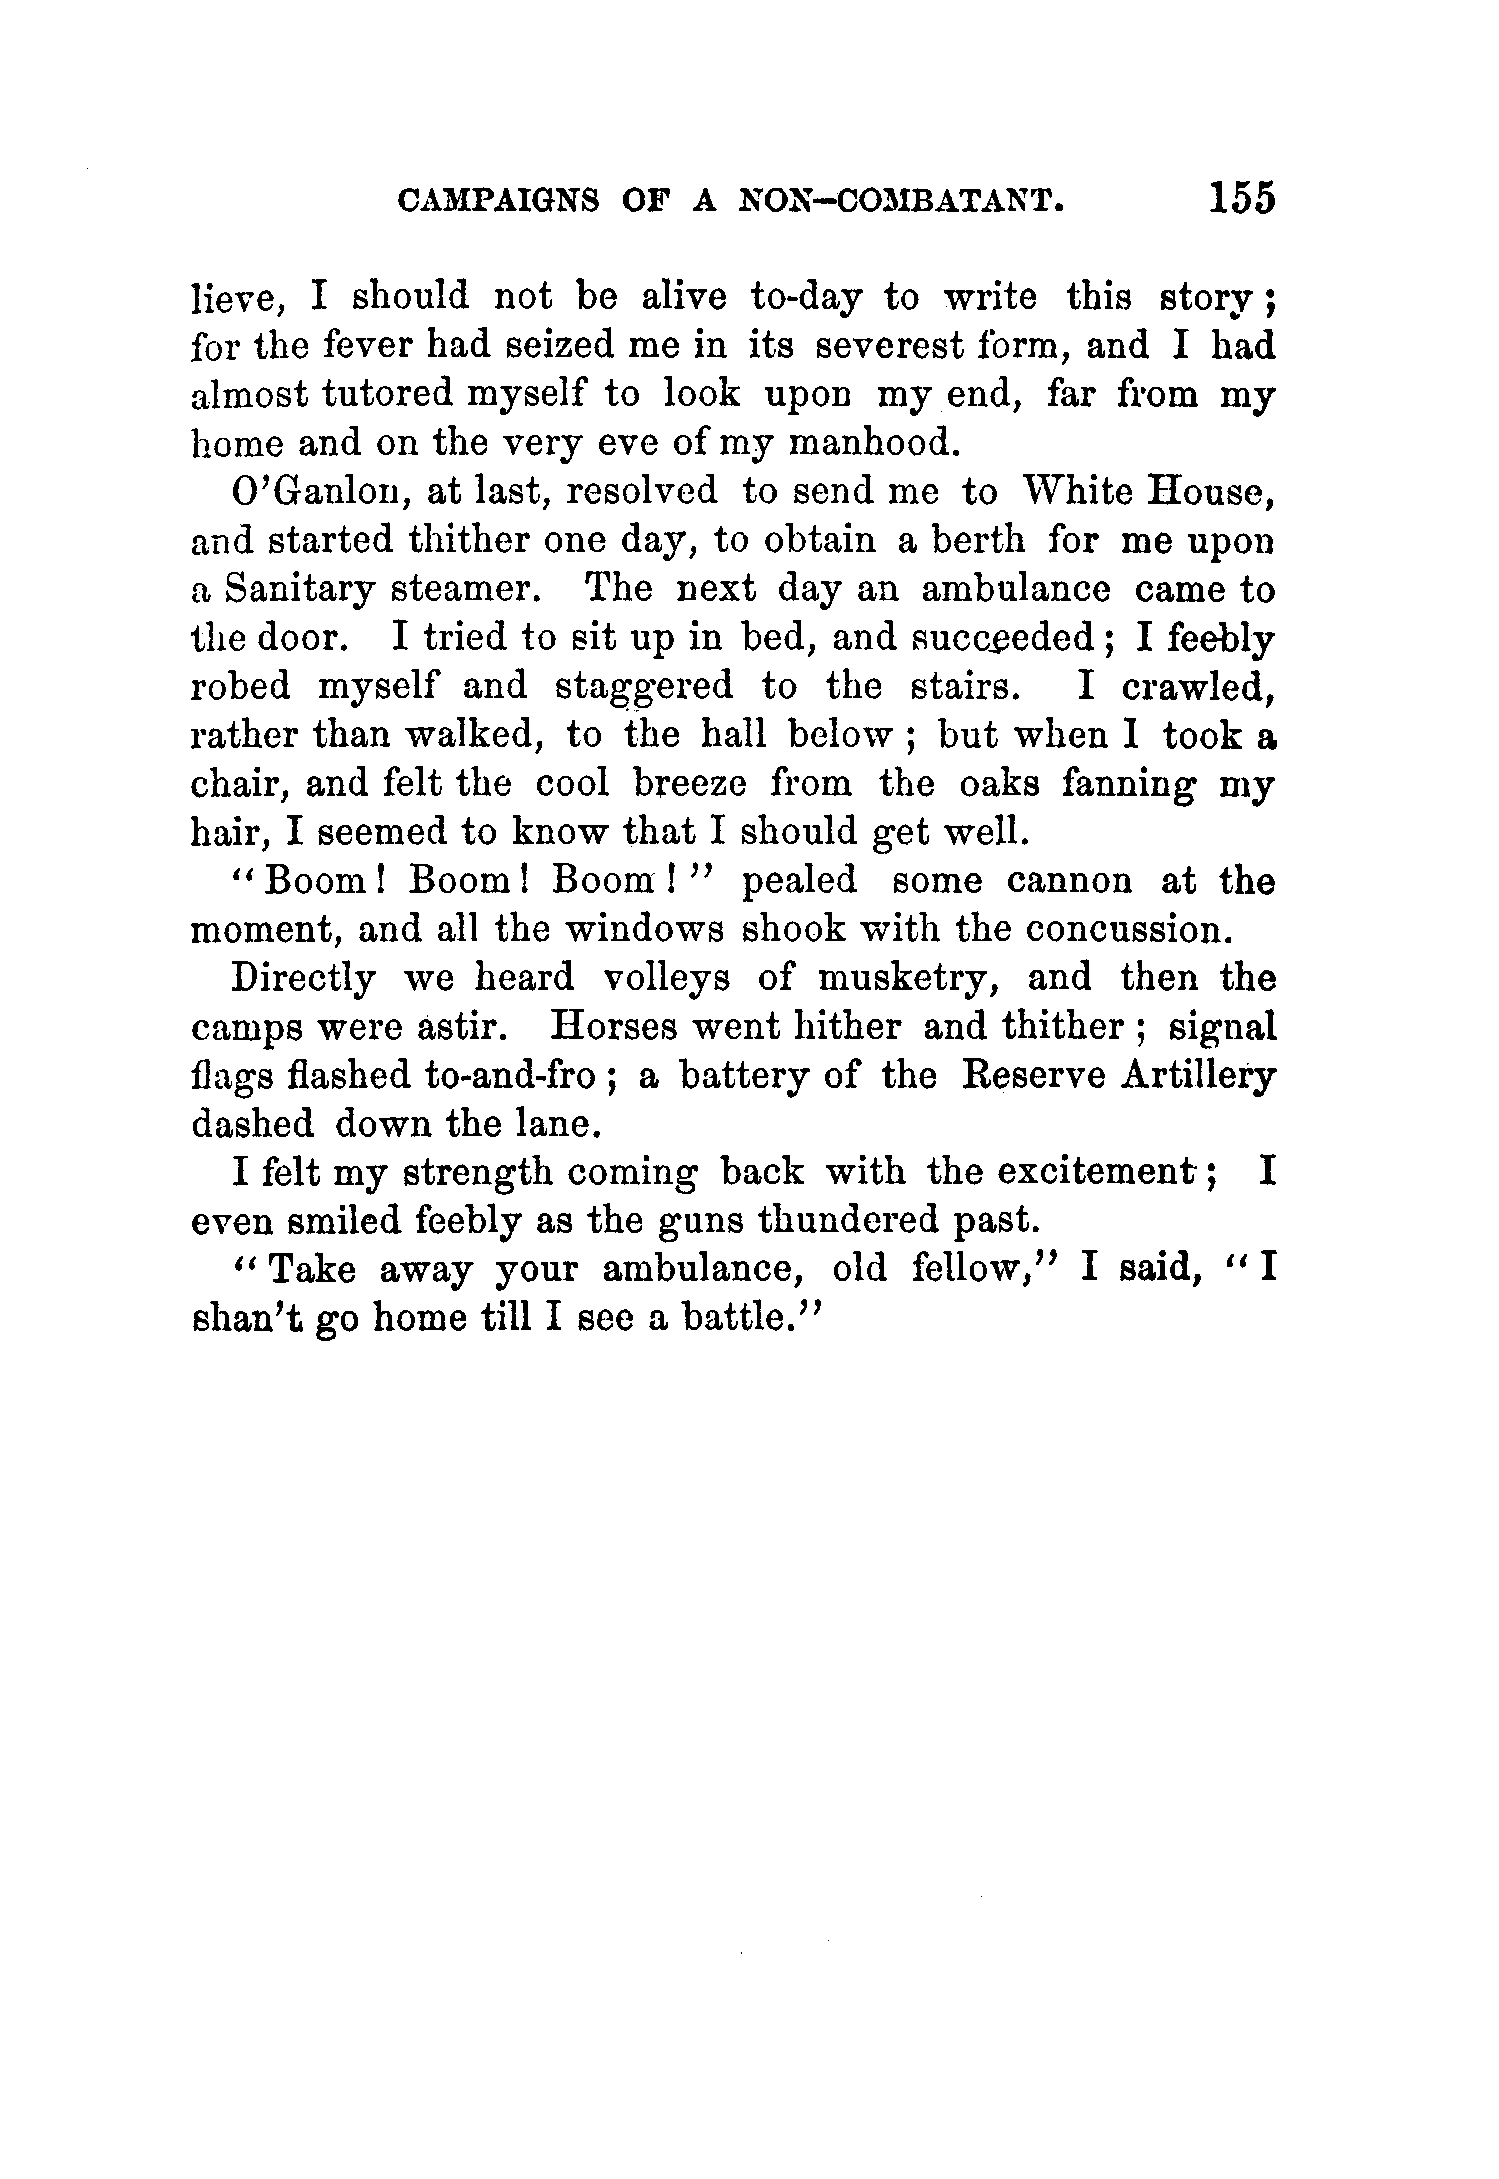 CAMPAIGNS OF A NON-COMBATANT. 155
lieve, I should not be alive to-day to write this story;
for the fever had seized me in its severest form, and I had
almost tutored myself to look upon my end, far from my
home and on the very eve of my manhood.
O'Ganlon, at last, resolved to send me to White House,
and started thither one day, to obtain a berth for me upon
a Sanitary steamer. The next day an ambulance came to
the door. I tried to sit up in bed, and succeeded; I feebly
robed myself and staggered to the stairs. I crawled,
rather than walked, to the hall below; but when I took a
chair, and felt the cool breeze from the oaks fanning my
hair, I seemed to know that I should get well.
"Boom! Boom! Boom!" pealed some cannon at the
moment, and all the windows shook with the concussion.
Directly we heard volleys of musketry, and then the
camps were astir. Horses went hither and thither; signal
flags flashed to-and-fro; a battery of the Reserve Artillery
dashed down the lane.
I felt my strength coming back with the excitement; I
even smiled feebly as the guns thundered past.
"Take away your ambulance, old fellow," I said, "I
shan't go home till I see a battle."